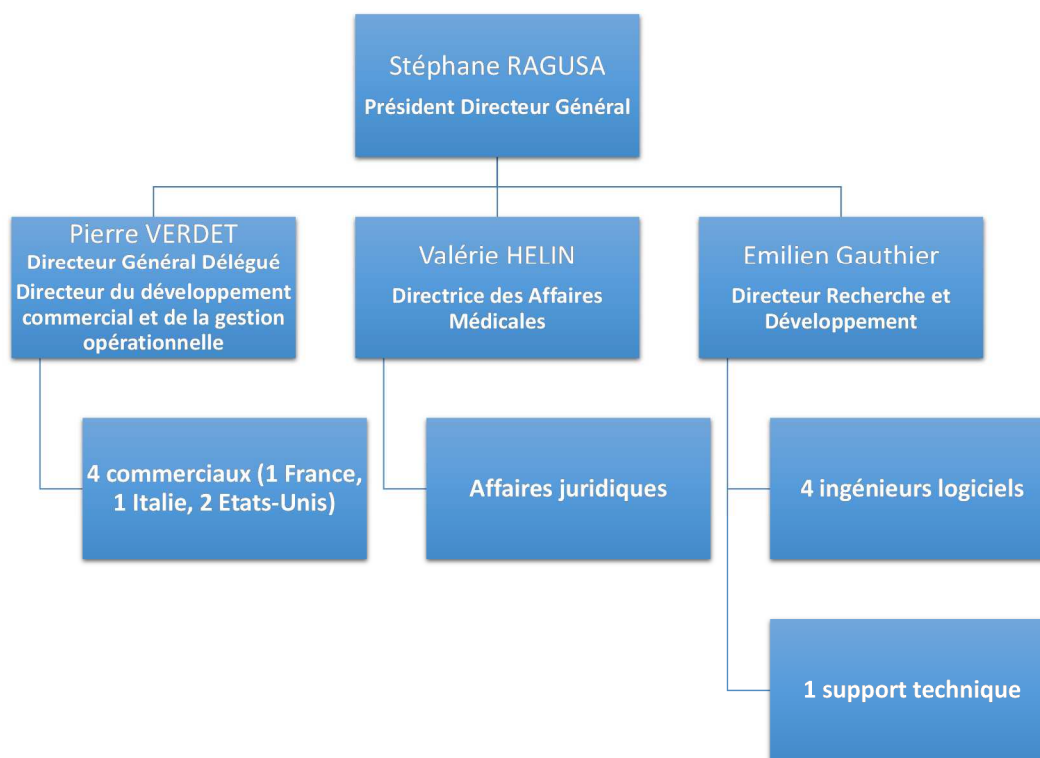 Stéphane RAGUSA
Président Directeur Général
Pierre VERDET
Directeur Général Délégué
Directeur du développement
commercial et de la gestion
opérationnelle
Valérie HELIN
Directrice des Affaires
Médicales
Emilien Gauthier
Directeur Recherche et
Développement
4 commerciaux (1 France,
1 Italie, 2 Etats-Unis)
Affaires juridiques
4 ingénieurs logiciels
1 support technique